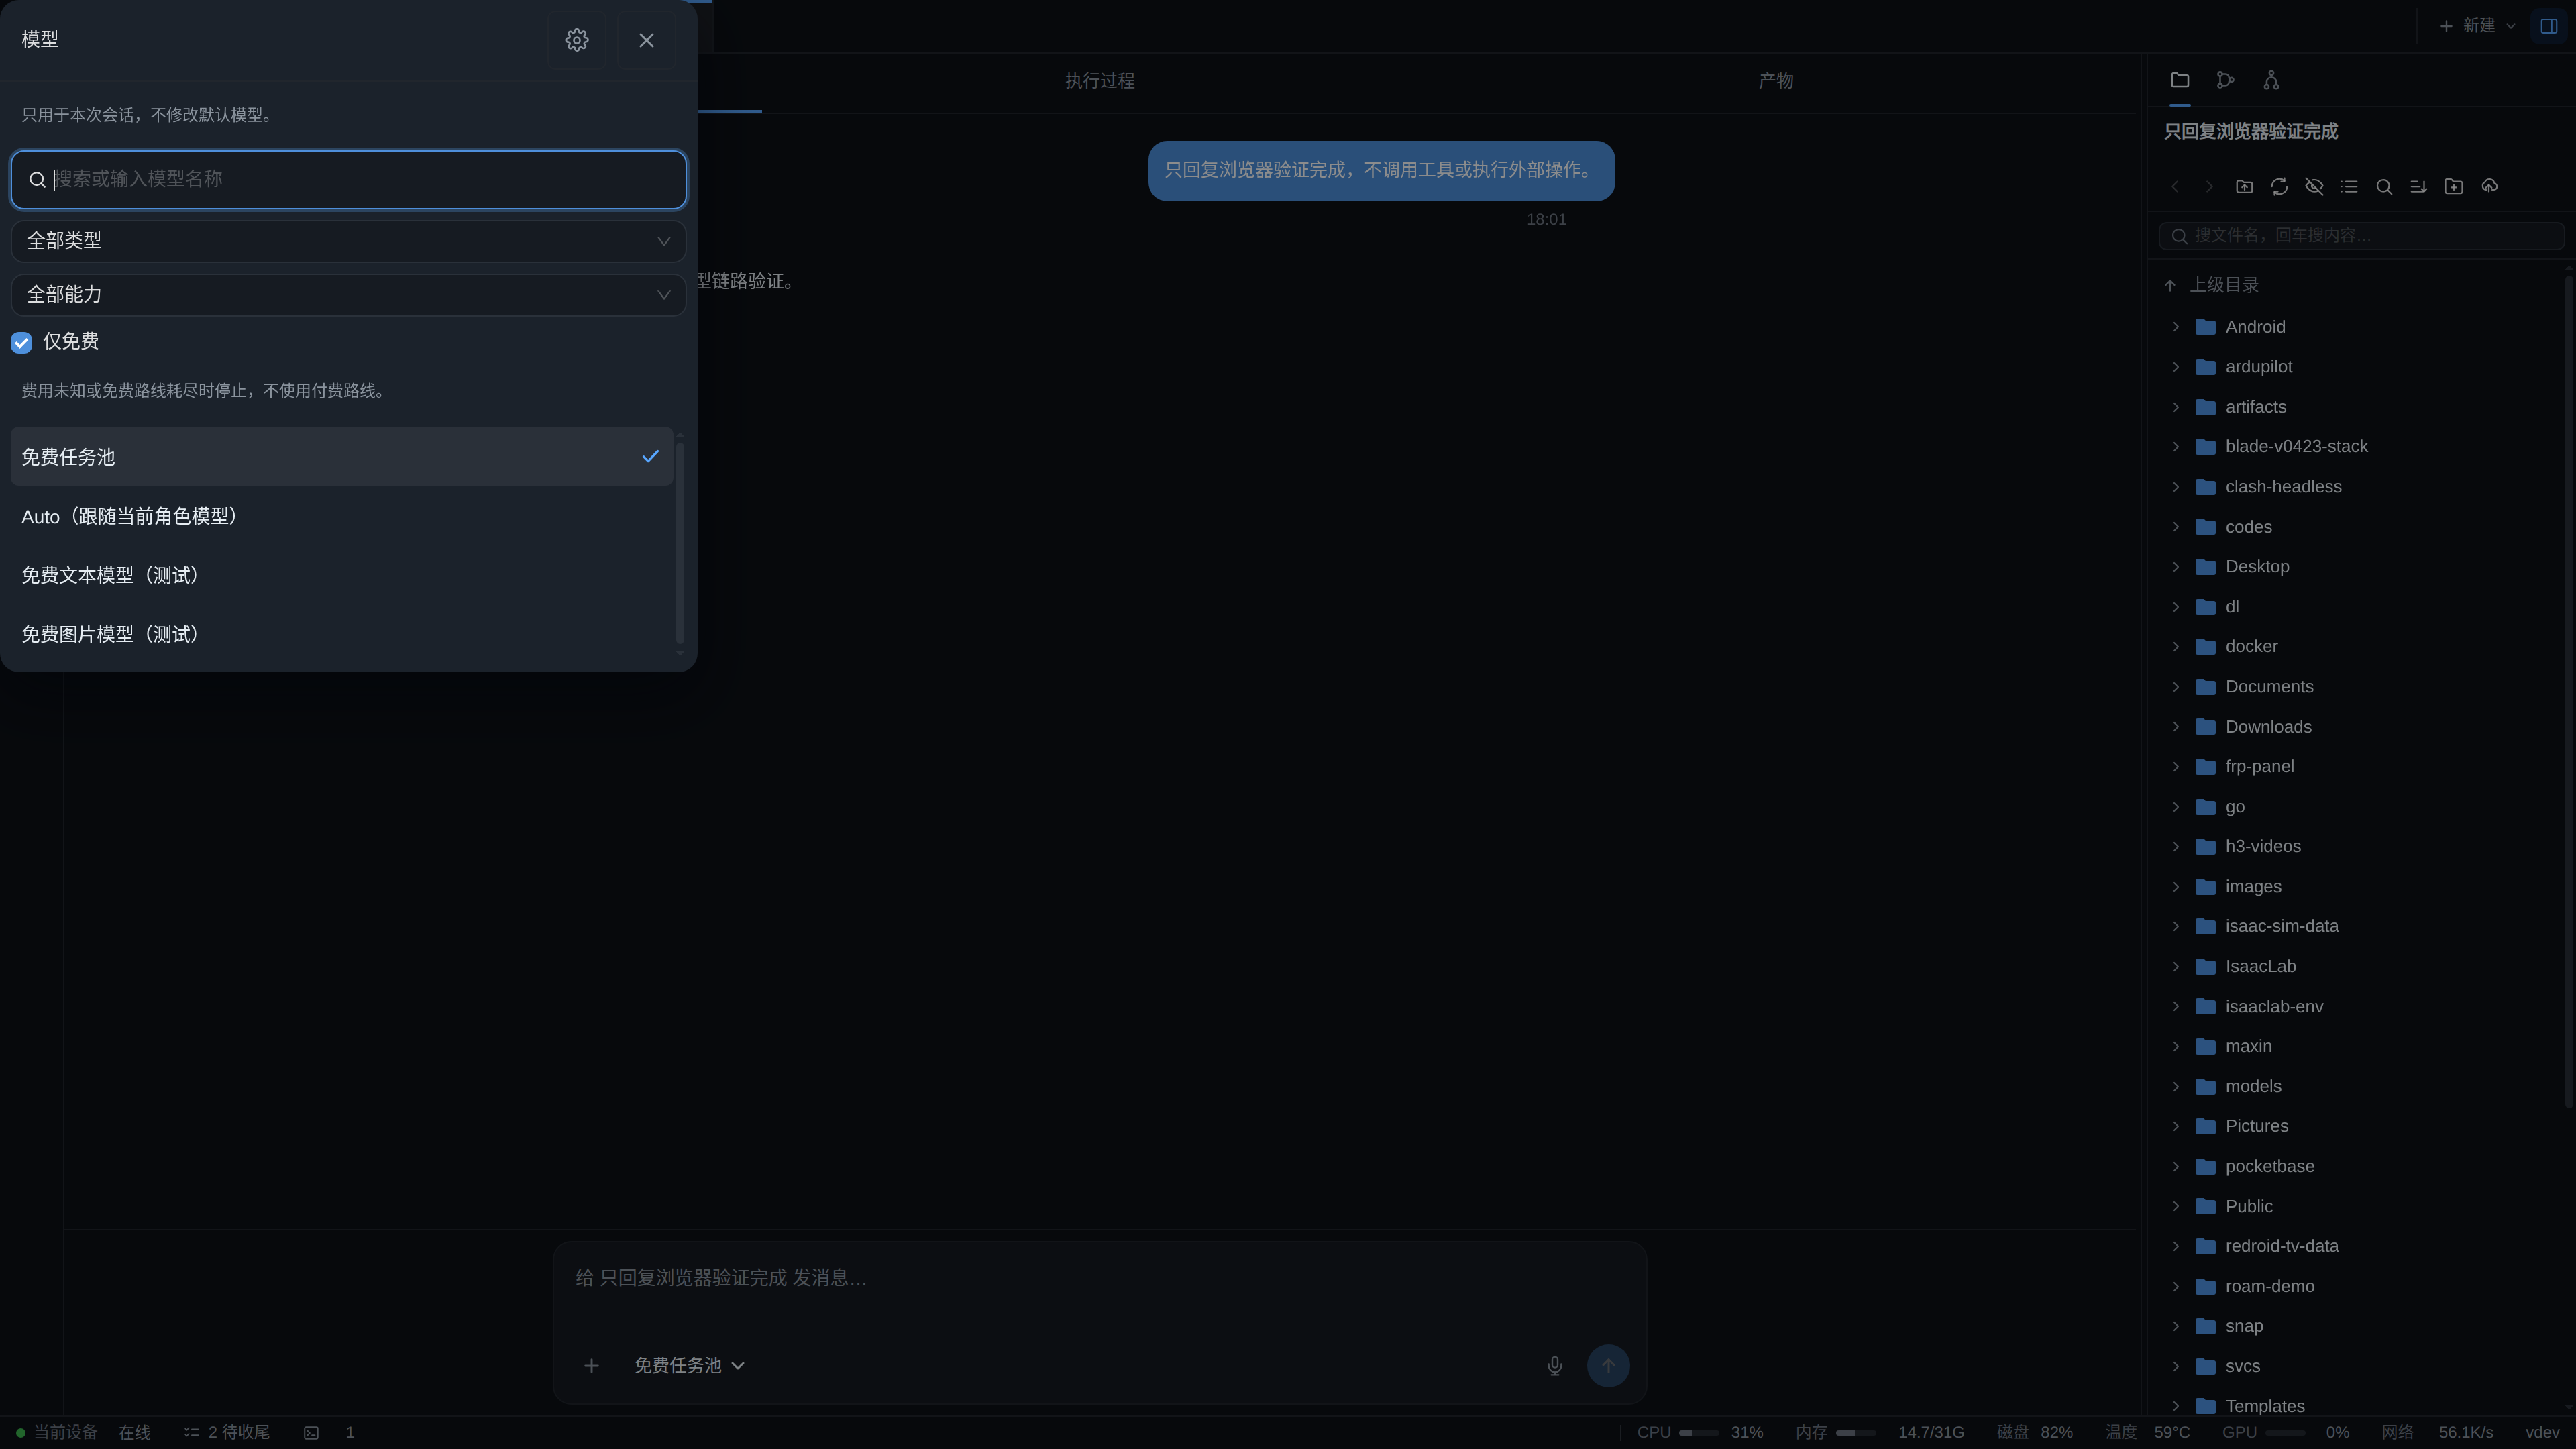 模型
只用于本次会话，不修改默认模型。
搜索或输入模型名称
全部类型
全部能力
仅免费
费用未知或免费路线耗尽时停止，不使用付费路线。
免费任务池
Auto（跟随当前角色模型）
免费文本模型（测试）
免费图片模型（测试）
新建
执行过程
产物
只回复浏览器验证完成，不调用工具或执行外部操作。
18:01
型链路验证。
给 只回复浏览器验证完成 发消息…
免费任务池
只回复浏览器验证完成
搜文件名，回车搜内容…
上级目录
Android
ardupilot
artifacts
blade-v0423-stack
clash-headless
codes
Desktop
dl
docker
Documents
Downloads
frp-panel
go
h3-videos
images
isaac-sim-data
IsaacLab
isaaclab-env
maxin
models
Pictures
pocketbase
Public
redroid-tv-data
roam-demo
snap
svcs
Templates
当前设备 在线 2 待收尾 1 CPU 31% 内存 14.7/31G 磁盘 82% 温度 59°C GPU 0% 网络 56.1K/s vdev